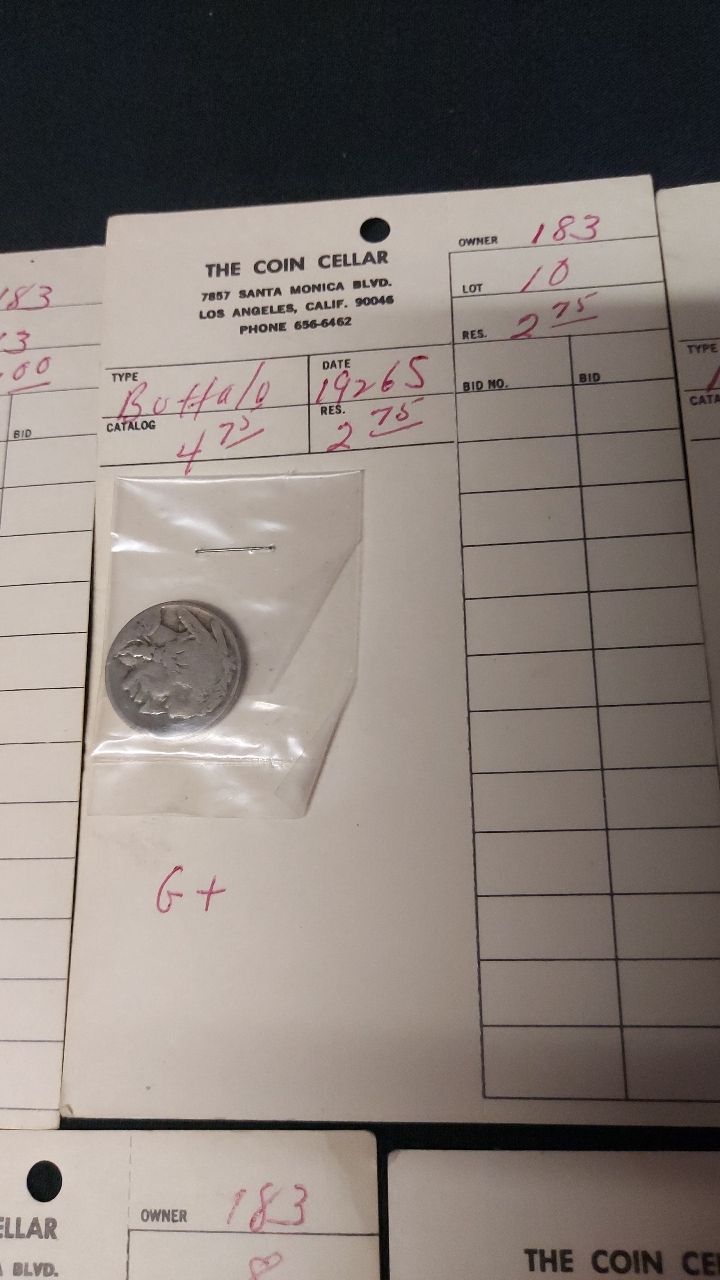 THE COIN CELLAR
7857 SANTA MONICA BLVD.
LOS ANGELES, CALIF. 90046
PHONE 656-6462
OWNER 183
LOT 10
RES. 2 75
TYPE Buffalo
DATE 1926S
CATALOG 4 75
RES. 2 75
BID NO. BID
G+
183
3
.00
BID
TYPE
CATA
ELLAR
BLVD.
OWNER 183
8
THE COIN CE